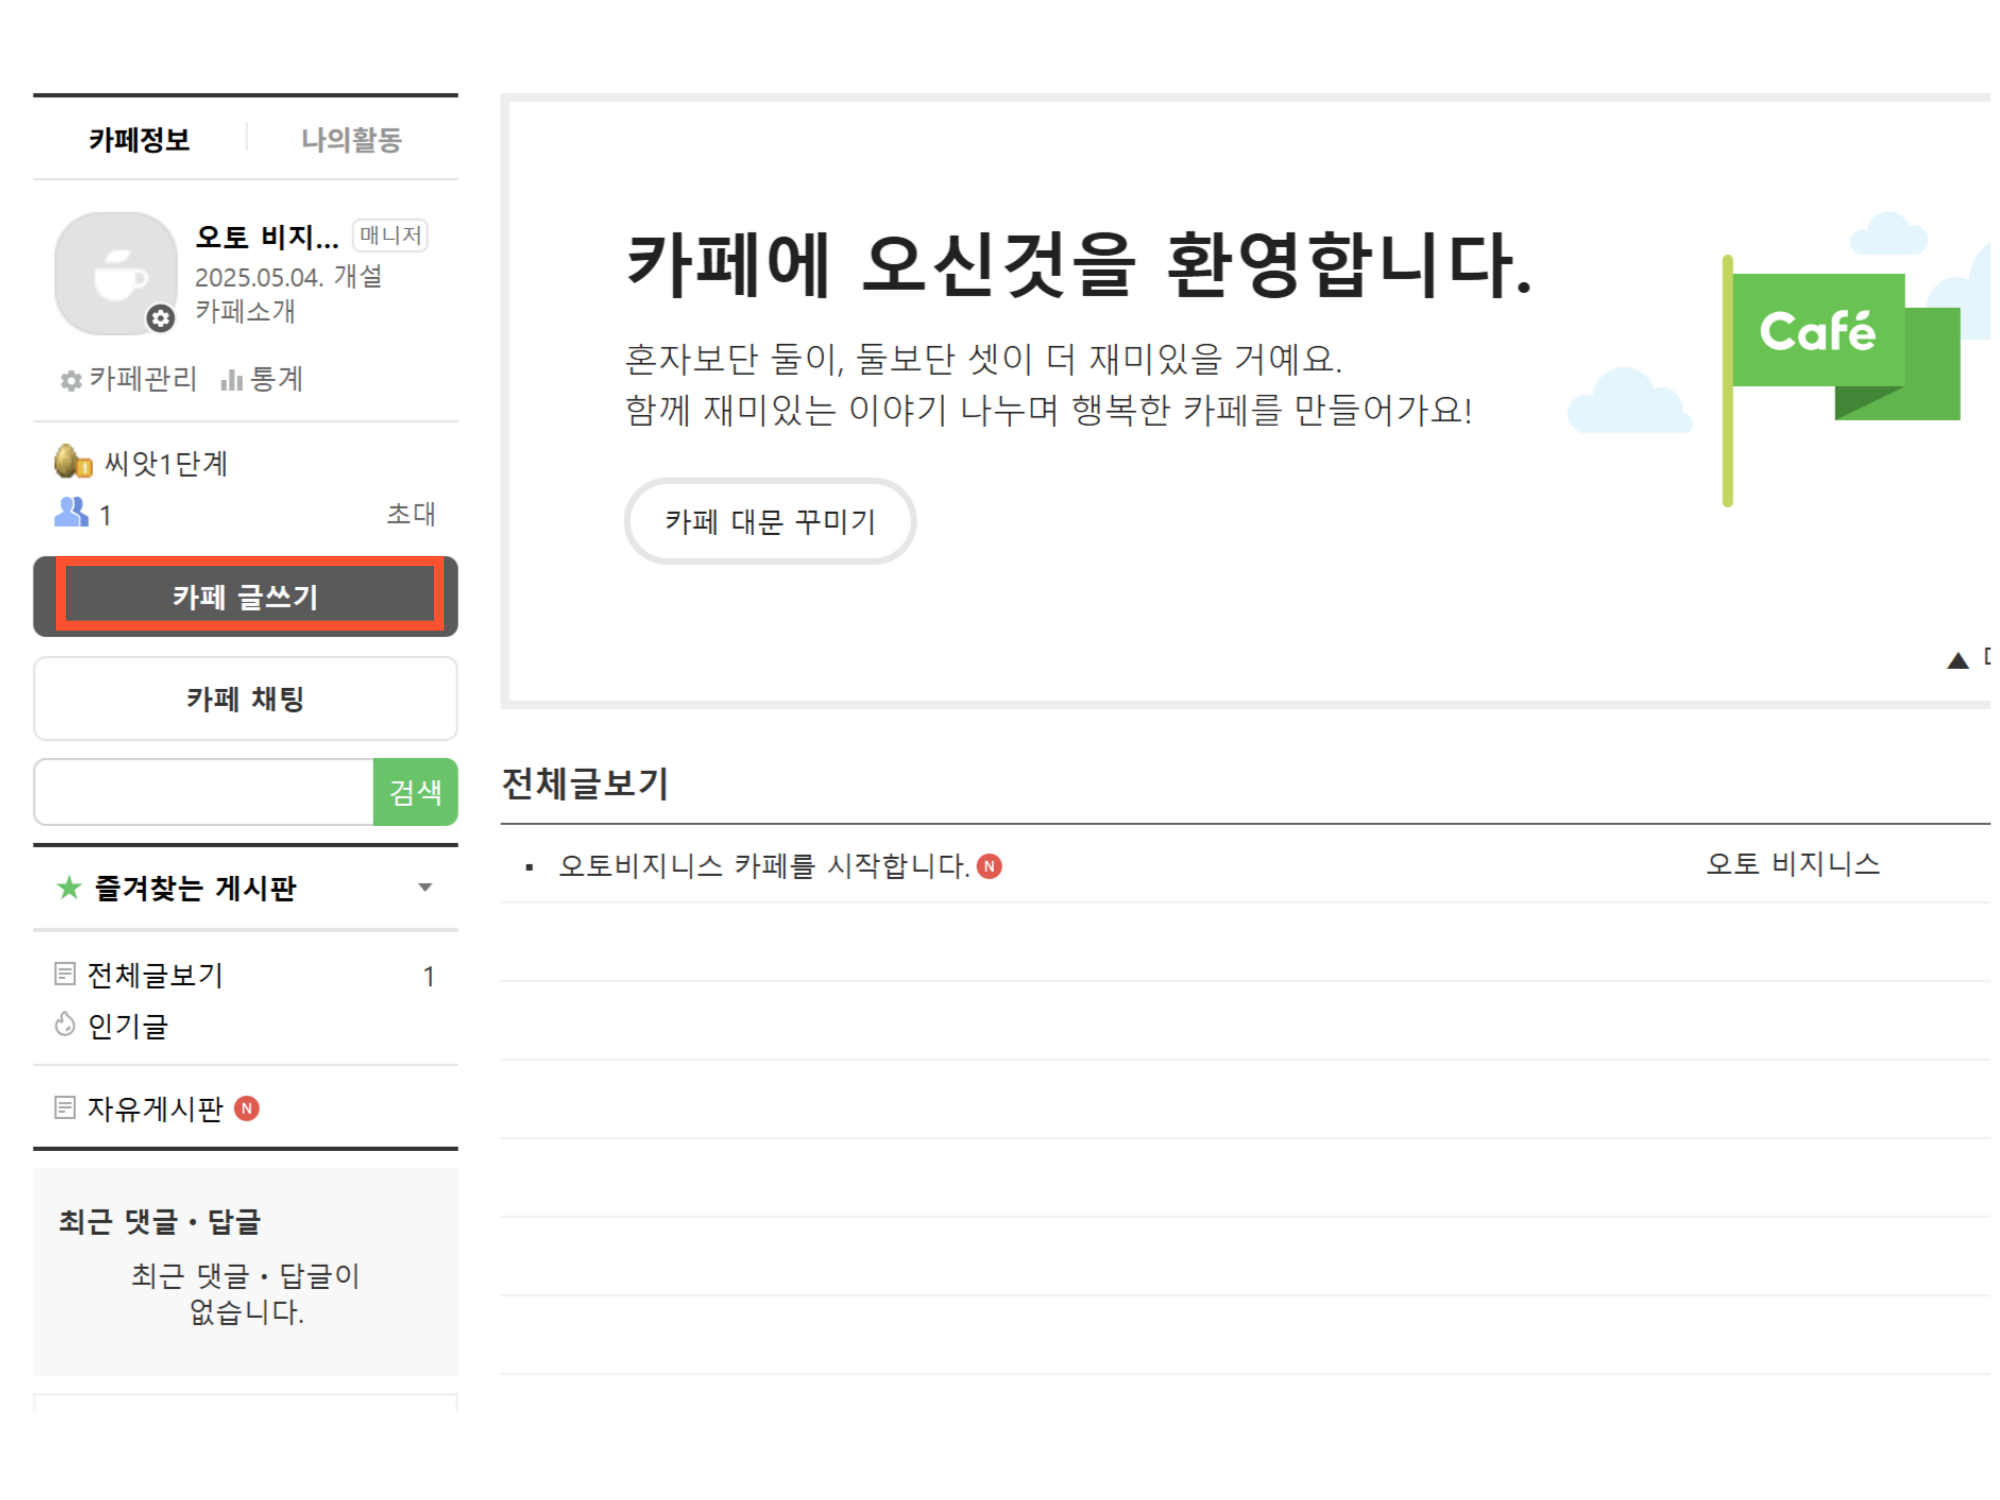 카페정보
나의활동
오토 비지... 매니저
2025.05.04. 개설
카페소개
카페관리 통계
1 씨앗1단계
1 초대
카페 글쓰기
카페 채팅
검색
즐겨찾는 게시판
전체글보기 1
인기글
자유게시판 N
최근 댓글 • 답글
최근 댓글 • 답글이
없습니다.
카페에 오신것을 환영합니다.
혼자보단 둘이, 둘보단 셋이 더 재미있을 거예요.
함께 재미있는 이야기 나누며 행복한 카페를 만들어가요!
카페 대문 꾸미기
Café
전체글보기
오토비지니스 카페를 시작합니다. N 오토 비지니스